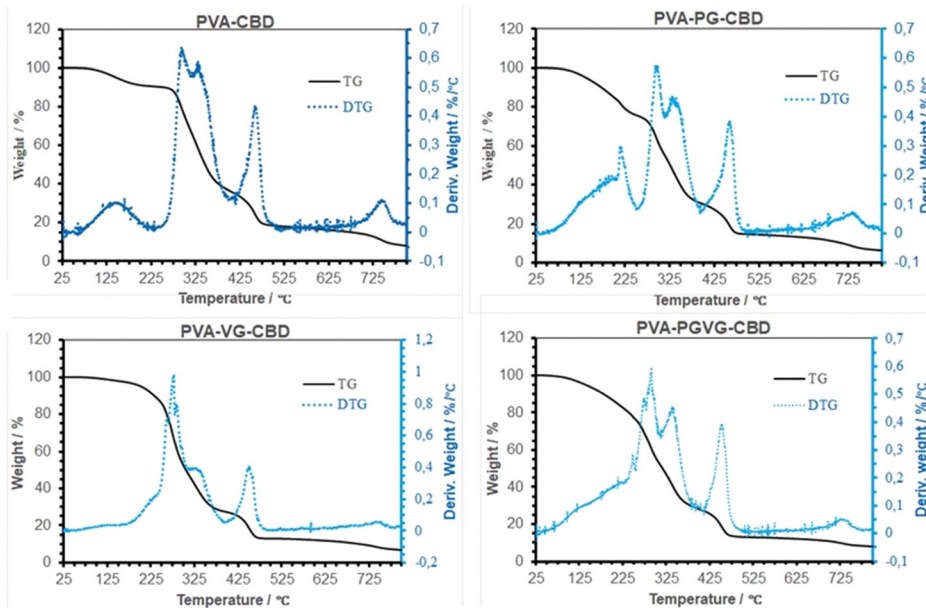 PVA-CBD
120
100
80
60
40
20
0
Weight / %
25 125 225 325 425 525 625 725
Temperature / °C
0,7
0,6
0,5
0,4
0,3
0,2
0,1
0
-0,1
Deriv. Weight / %/°C
TG
DTG
PVA-PG-CBD
120
100
80
60
40
20
0
Weight / %
25 125 225 325 425 525 625 725
Temperature / °C
0,7
0,6
0,5
0,4
0,3
0,2
0,1
0
-0,1
Deriv. Weight / %/°C
TG
DTG
PVA-VG-CBD
120
100
80
60
40
20
0
Weight / %
25 125 225 325 425 525 625 725
Temperature / °C
1,2
1
0,8
0,6
0,4
0,2
0
-0,2
Deriv. Weight / %/°C
TG
DTG
PVA-PGVG-CBD
120
100
80
60
40
20
0
Weight / %
25 125 225 325 425 525 625 725
Temperature / °C
0,7
0,6
0,5
0,4
0,3
0,2
0,1
0
-0,1
Deriv. Weight / %/°C
TG
DTG